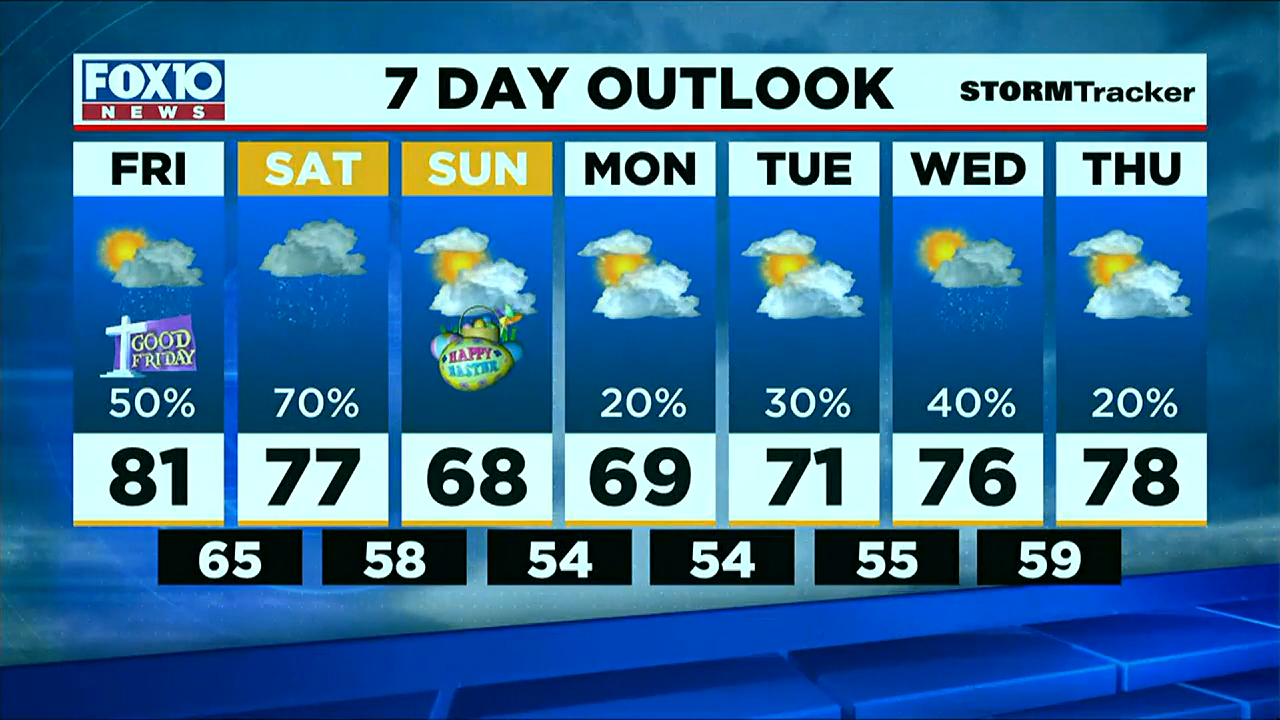 FOX10
NEWS
7 DAY OUTLOOK
STORMTracker
FRI SAT SUN MON TUE WED THU
GOOD
FRIDAY
HAPPY
EASTER
50% 70% 20% 30% 40% 20%
81 77 68 69 71 76 78
65 58 54 54 55 59